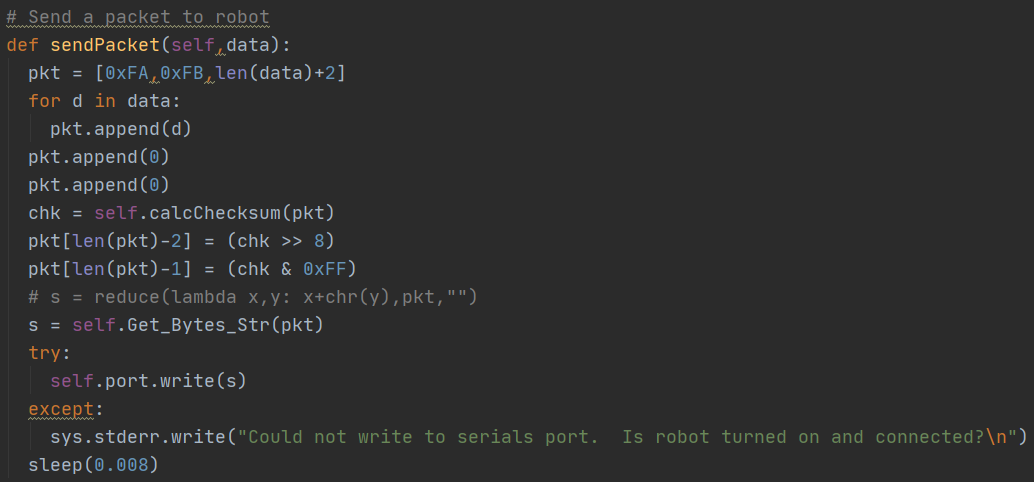 # Send a packet to robot
def sendPacket(self,data):
  pkt = [0xFA,0xFB,len(data)+2]
  for d in data:
    pkt.append(d)
  pkt.append(0)
  pkt.append(0)
  chk = self.calcChecksum(pkt)
  pkt[len(pkt)-2] = (chk >> 8)
  pkt[len(pkt)-1] = (chk & 0xFF)
  # s = reduce(lambda x,y: x+chr(y),pkt,"")
  s = self.Get_Bytes_Str(pkt)
  try:
    self.port.write(s)
  except:
    sys.stderr.write("Could not write to serials port.  Is robot turned on and connected?\n")
  sleep(0.008)